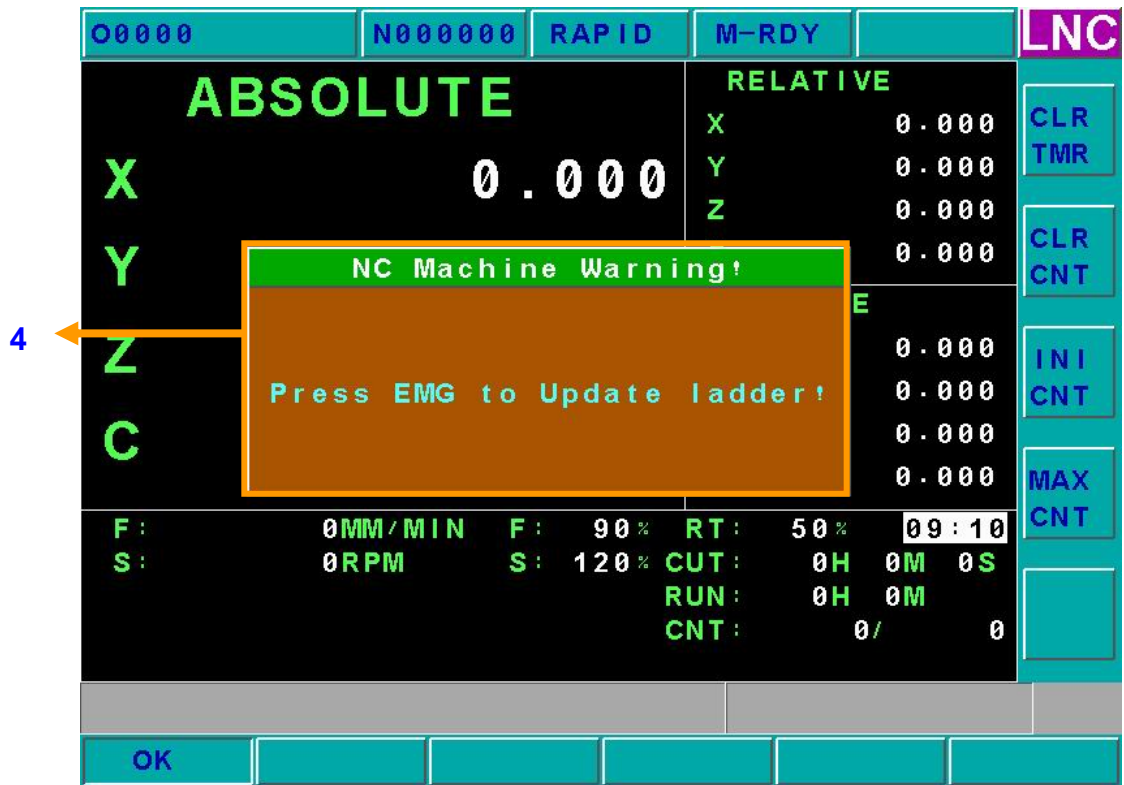 O0000 N000000 RAPID M-RDY LNC
ABSOLUTE
X 0.000
Y
Z
C
RELATIVE
X 0.000
Y 0.000
Z 0.000
0.000
E
0.000
0.000
0.000
0.000
NC Machine Warning!
Press EMG to Update ladder!
4
F: 0MM/MIN F: 90% RT: 50% 09:10
S: 0RPM S: 120% CUT: 0H 0M 0S
RUN: 0H 0M
CNT: 0/ 0
CLR
TMR
CLR
CNT
INI
CNT
MAX
CNT
OK